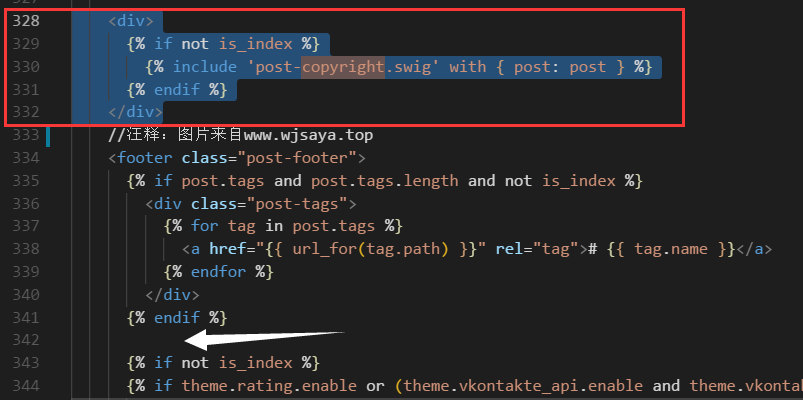 328 <div>
329 {% if not is_index %}
330 {% include 'post-copyright.swig' with { post: post } %}
331 {% endif %}
332 </div>
333 //注释：图片来自www.wjsaya.top
334 <footer class="post-footer">
335 {% if post.tags and post.tags.length and not is_index %}
336 <div class="post-tags">
337 {% for tag in post.tags %}
338 <a href="{{ url_for(tag.path) }}" rel="tag"># {{ tag.name }}</a>
339 {% endfor %}
340 </div>
341 {% endif %}
342
343 {% if not is_index %}
344 {% if theme.rating.enable or (theme.vkontakte_api.enable and theme.vkonta